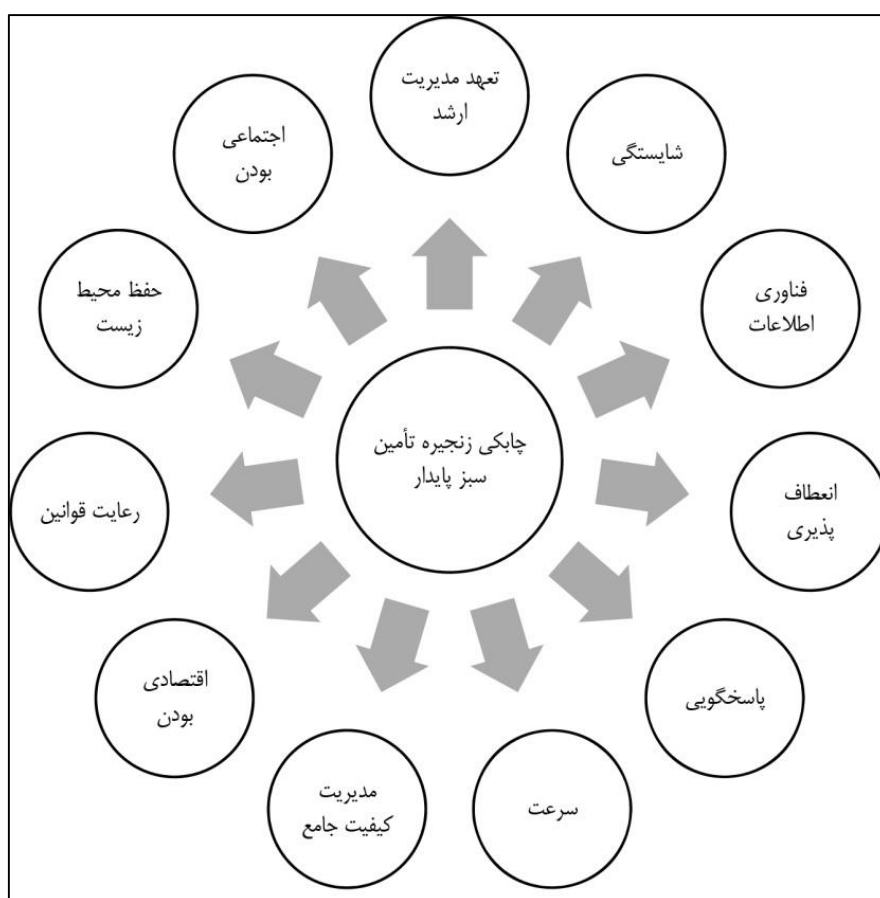 تعهد مدیریت
ارشد
شایستگی
فناوری
اطلاعات
انعطاف
پذیری
پاسخگویی
سرعت
مدیریت
کیفیت جامع
اقتصادی
بودن
رعایت قوانین
حفظ محیط
زیست
اجتماعی
بودن
چابکی زنجیره تأمین
سبز پایدار